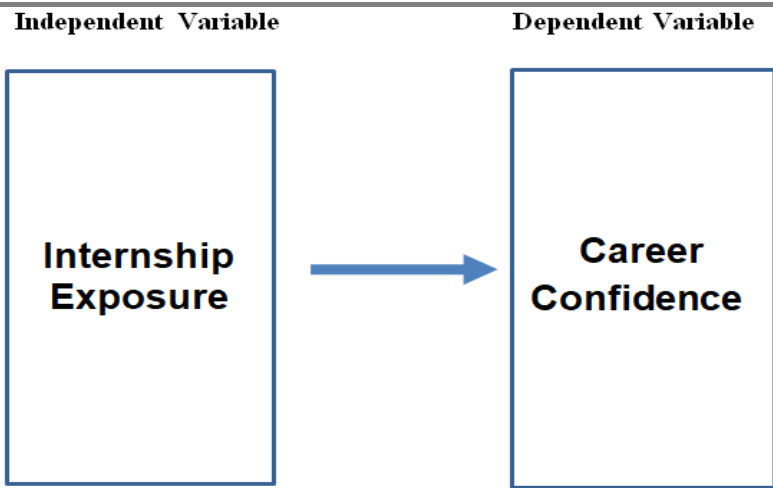 Independent Variable
Dependent Variable
Internship
Exposure
Career
Confidence